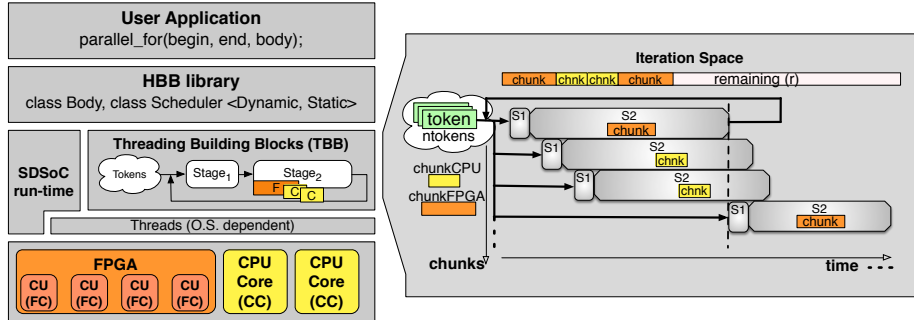 User Application
parallel_for(begin, end, body);
HBB library
class Body, class Scheduler <Dynamic, Static>
SDSoC
run-time
Threading Building Blocks (TBB)
Tokens
Stage1
Stage2
F
C
C
Threads (O.S. dependent)
FPGA
CU
(FC)
CU
(FC)
CU
(FC)
CU
(FC)
CPU
Core
(CC)
CPU
Core
(CC)
Iteration Space
chunk chnk chnk chunk remaining (r)
token
ntokens
S1 S2
chunk
S1 S2
chnk
S1 S2
chnk
S1 S2
chunk
chunkCPU
chunkFPGA
chunks
time